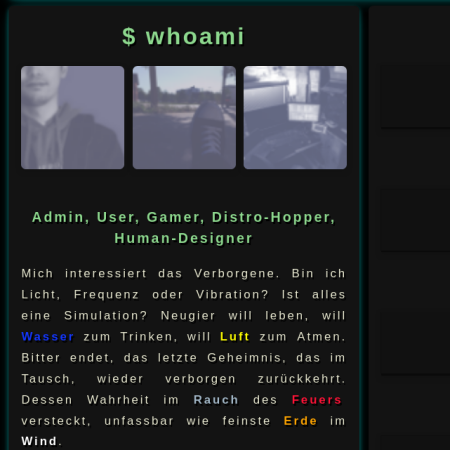 $ whoami
Admin, User, Gamer, Distro-Hopper,
Human-Designer
Mich interessiert das Verborgene. Bin ich
Licht, Frequenz oder Vibration? Ist alles
eine Simulation? Neugier will leben, will
Wasser zum Trinken, will Luft zum Atmen.
Bitter endet, das letzte Geheimnis, das im
Tausch, wieder verborgen zurückkehrt.
Dessen Wahrheit im Rauch des Feuers
versteckt, unfassbar wie feinste Erde im
Wind.